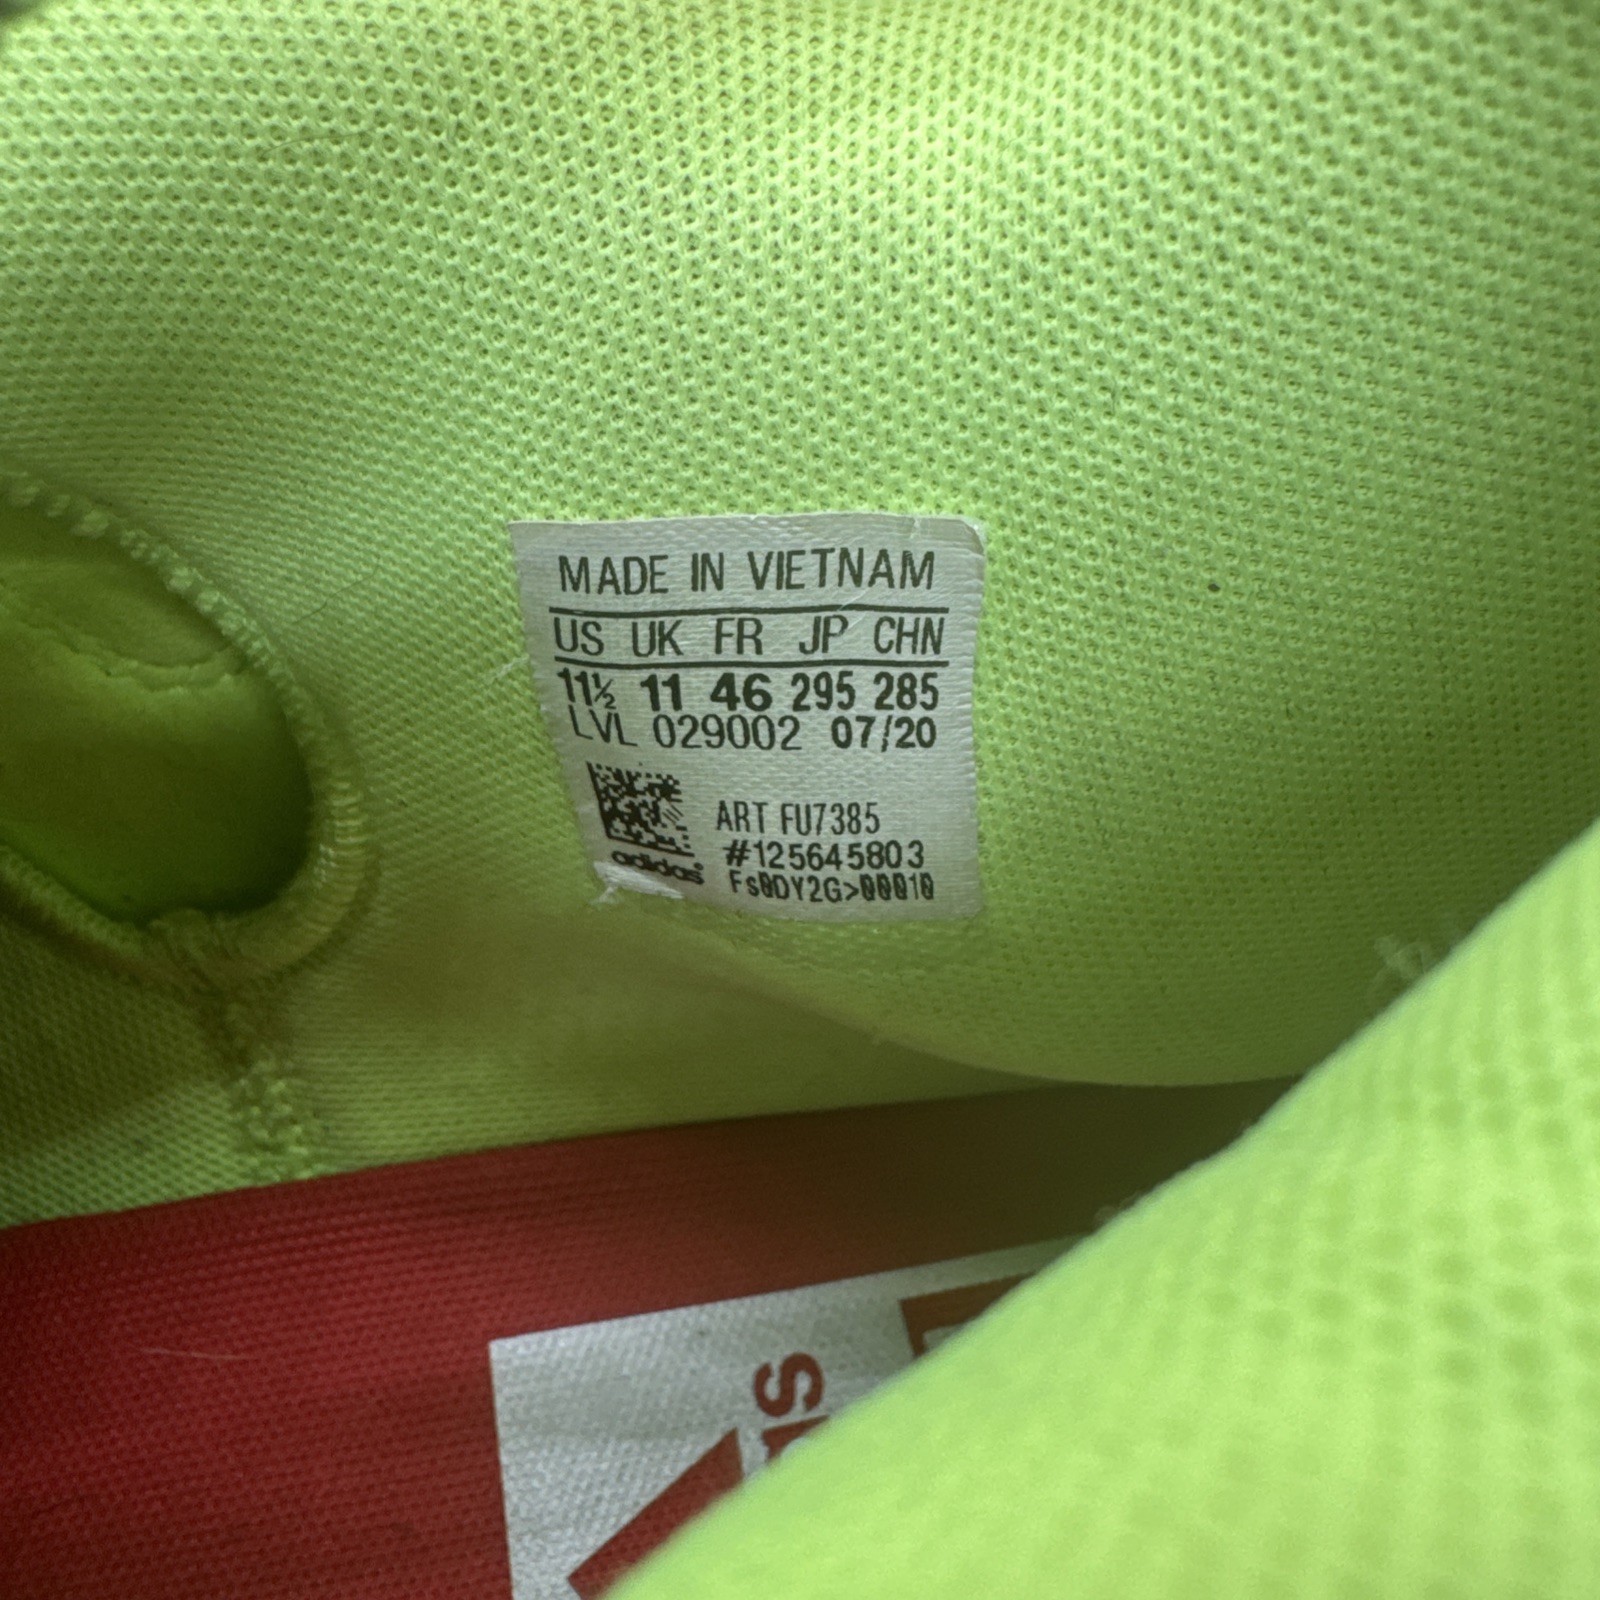 MADE IN VIETNAM
US UK FR JP CHN
11½ 11 46 295 285
LVL 029002 07/20
ART FU7385
#125645803
adidas
Fs0DY2G>00010